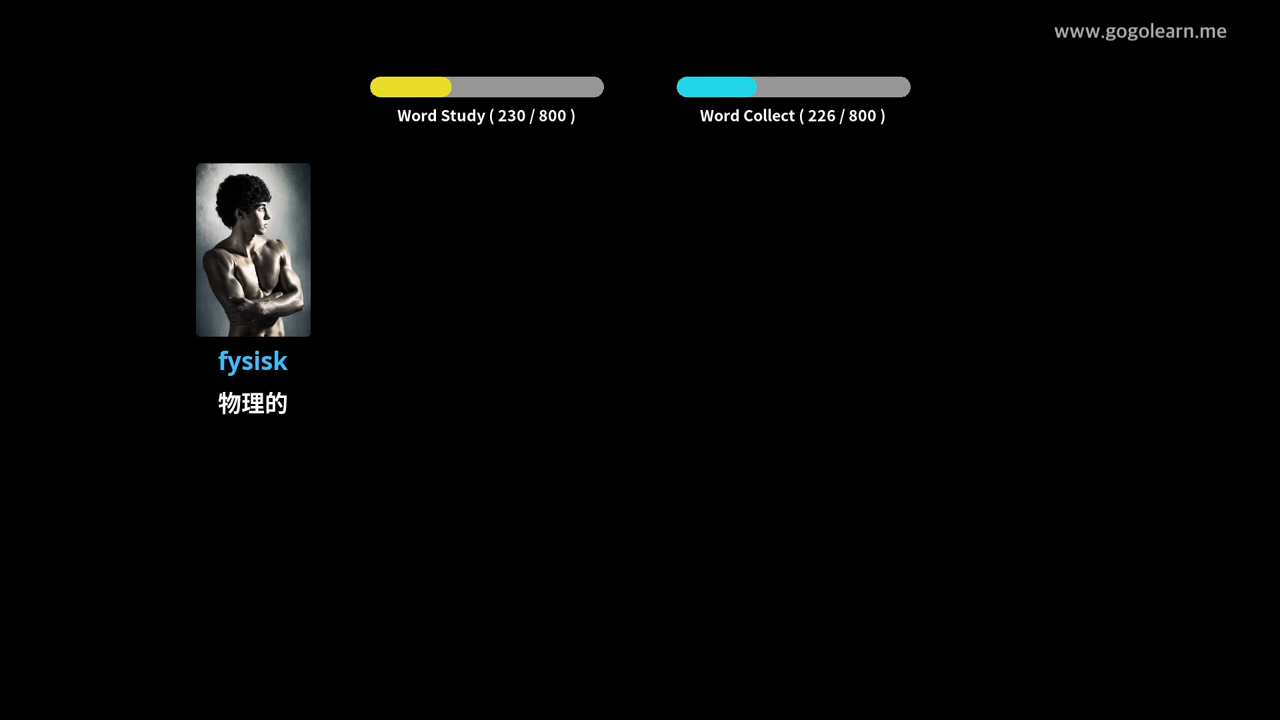 www.gogolearn.me
Word Study ( 230 / 800 )
Word Collect ( 226 / 800 )
fysisk
物理的